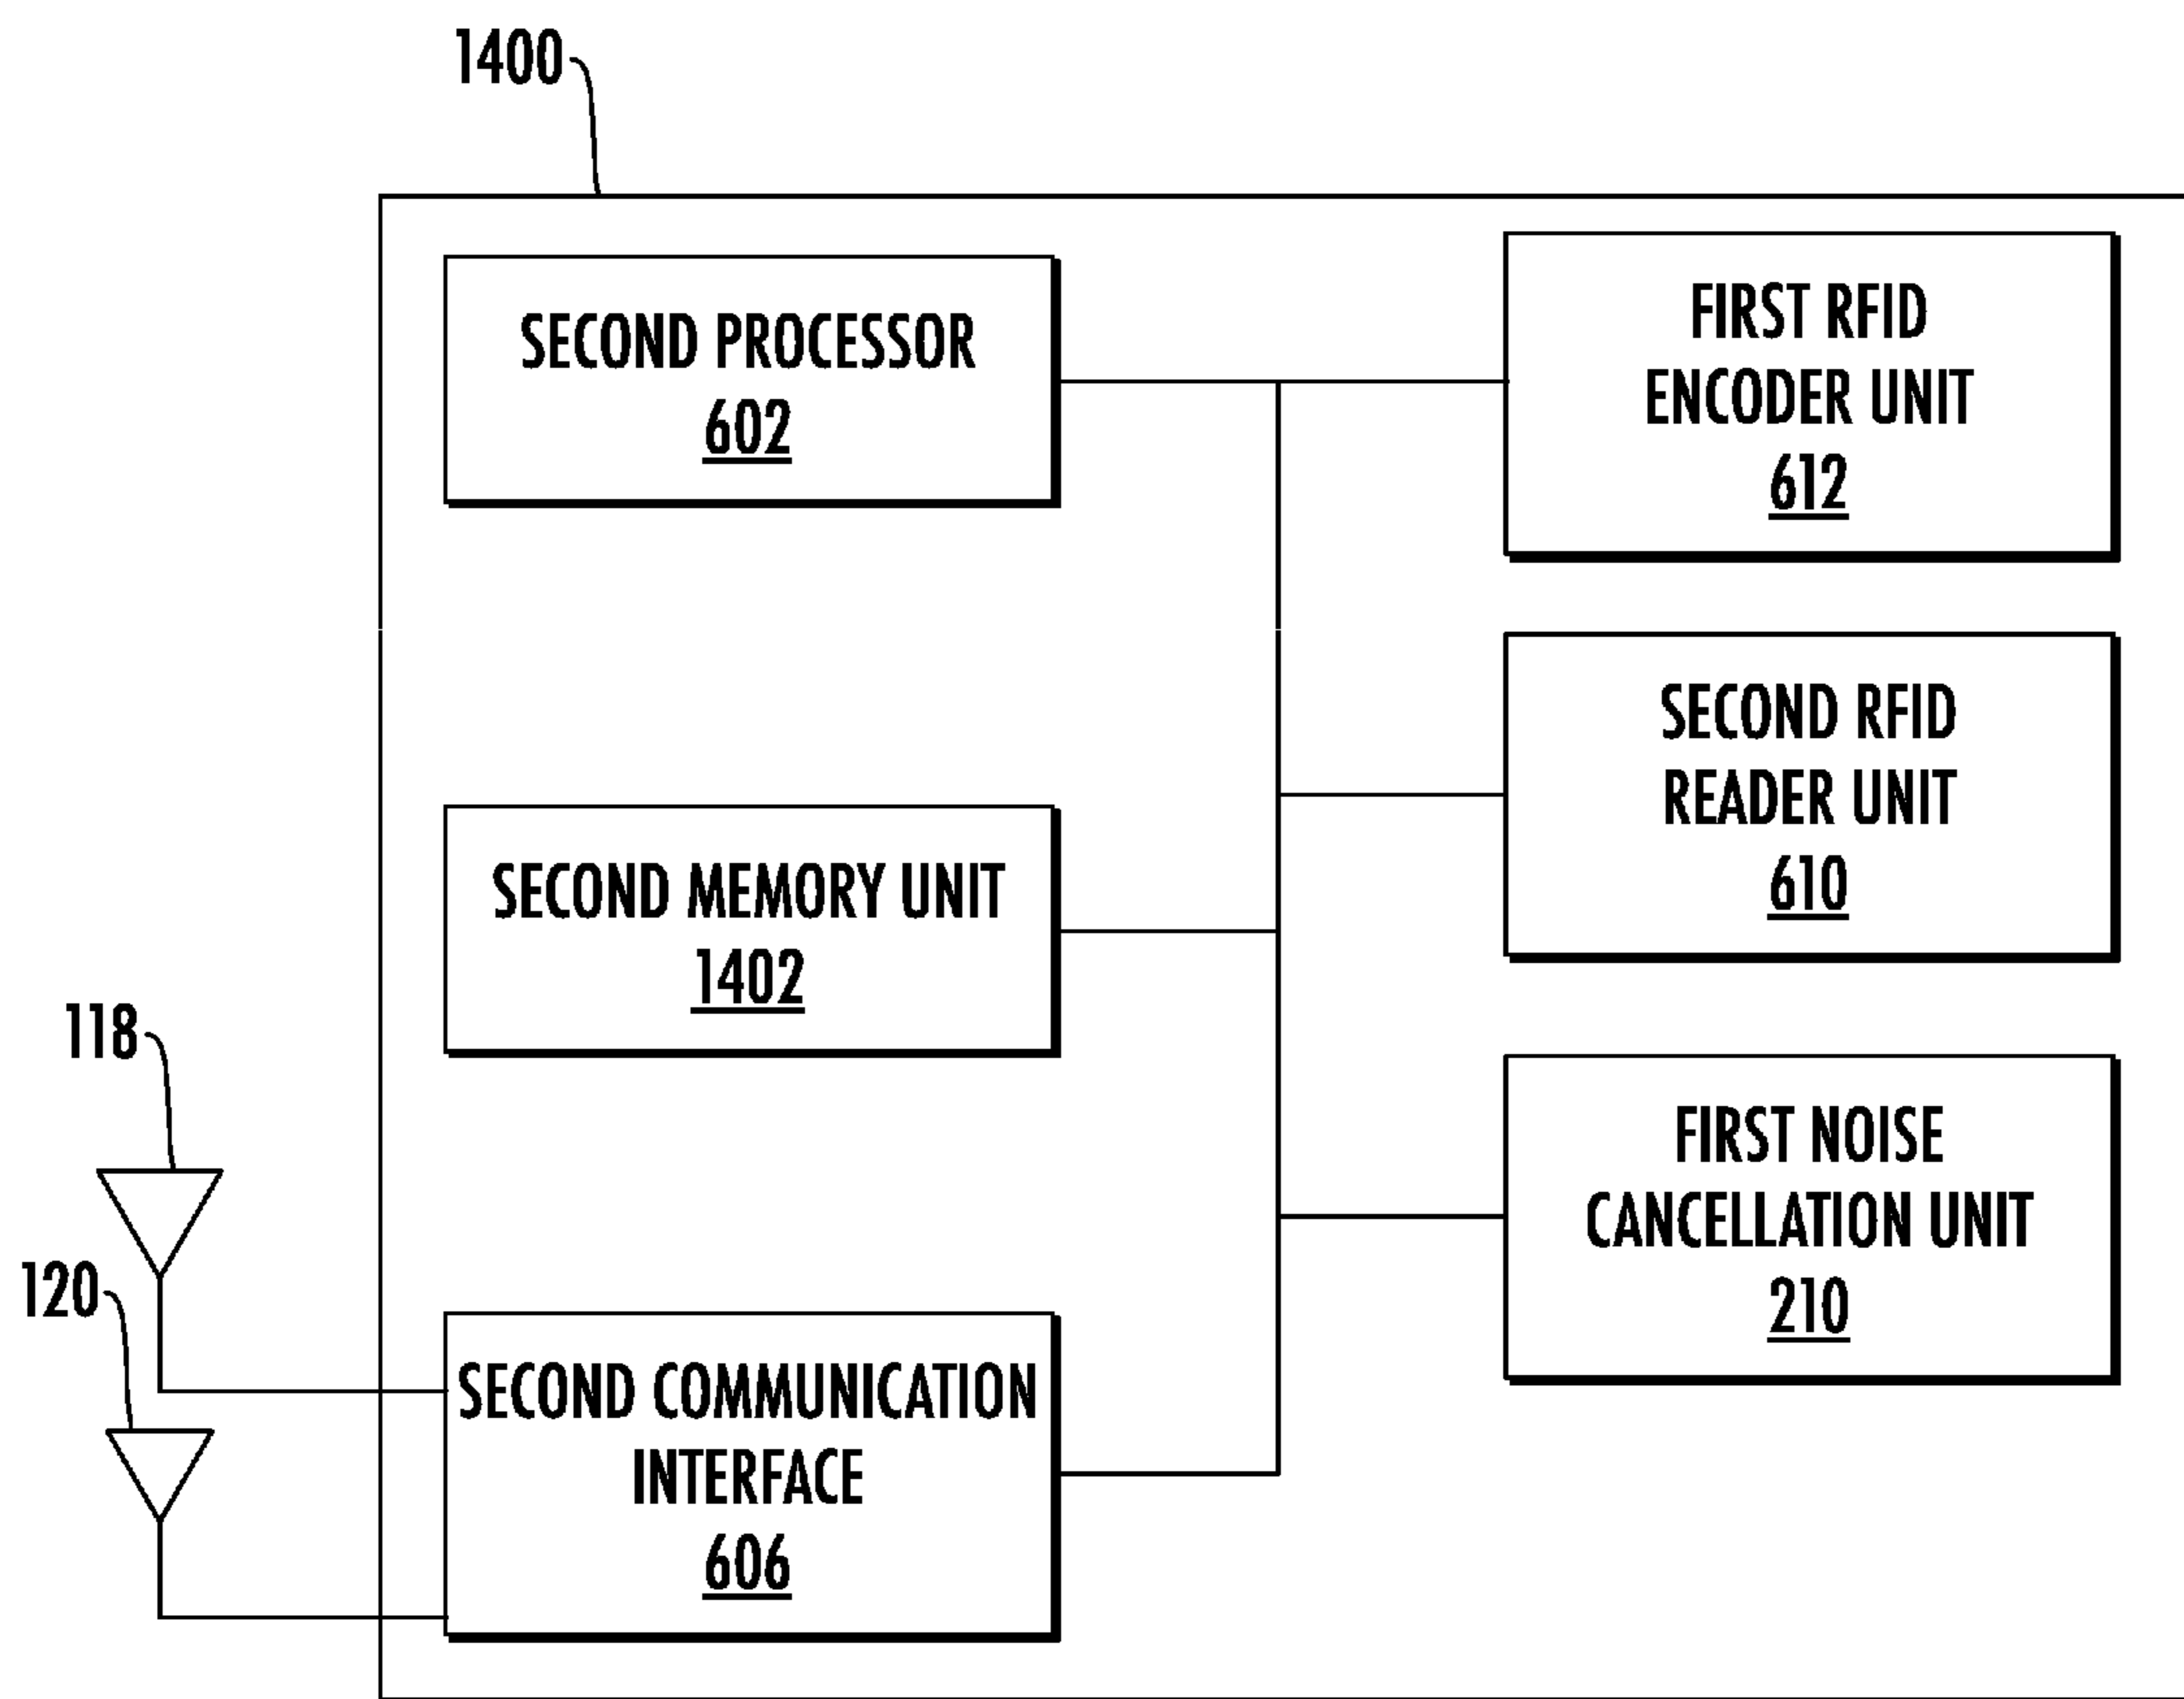 1400
SECOND PROCESSOR
602
FIRST RFID
ENCODER UNIT
612
SECOND RFID
READER UNIT
610
SECOND MEMORY UNIT
1402
118
FIRST NOISE
CANCELLATION UNIT
210
120
SECOND COMMUNICATION
INTERFACE
606